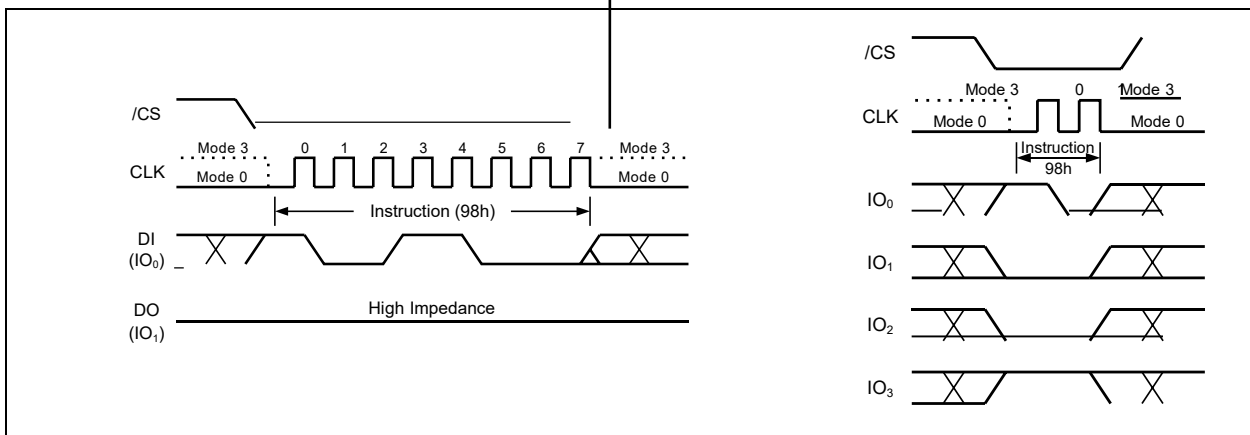 /CS
Mode 3 0 1 2 3 4 5 6 7 Mode 3
CLK
Mode 0 Mode 0
Instruction (98h)
DI
(IO0)
DO
(IO1)
High Impedance
/CS
Mode 3 0 1 Mode 3
CLK
Mode 0 Mode 0
Instruction
98h
IO0
IO1
IO2
IO3